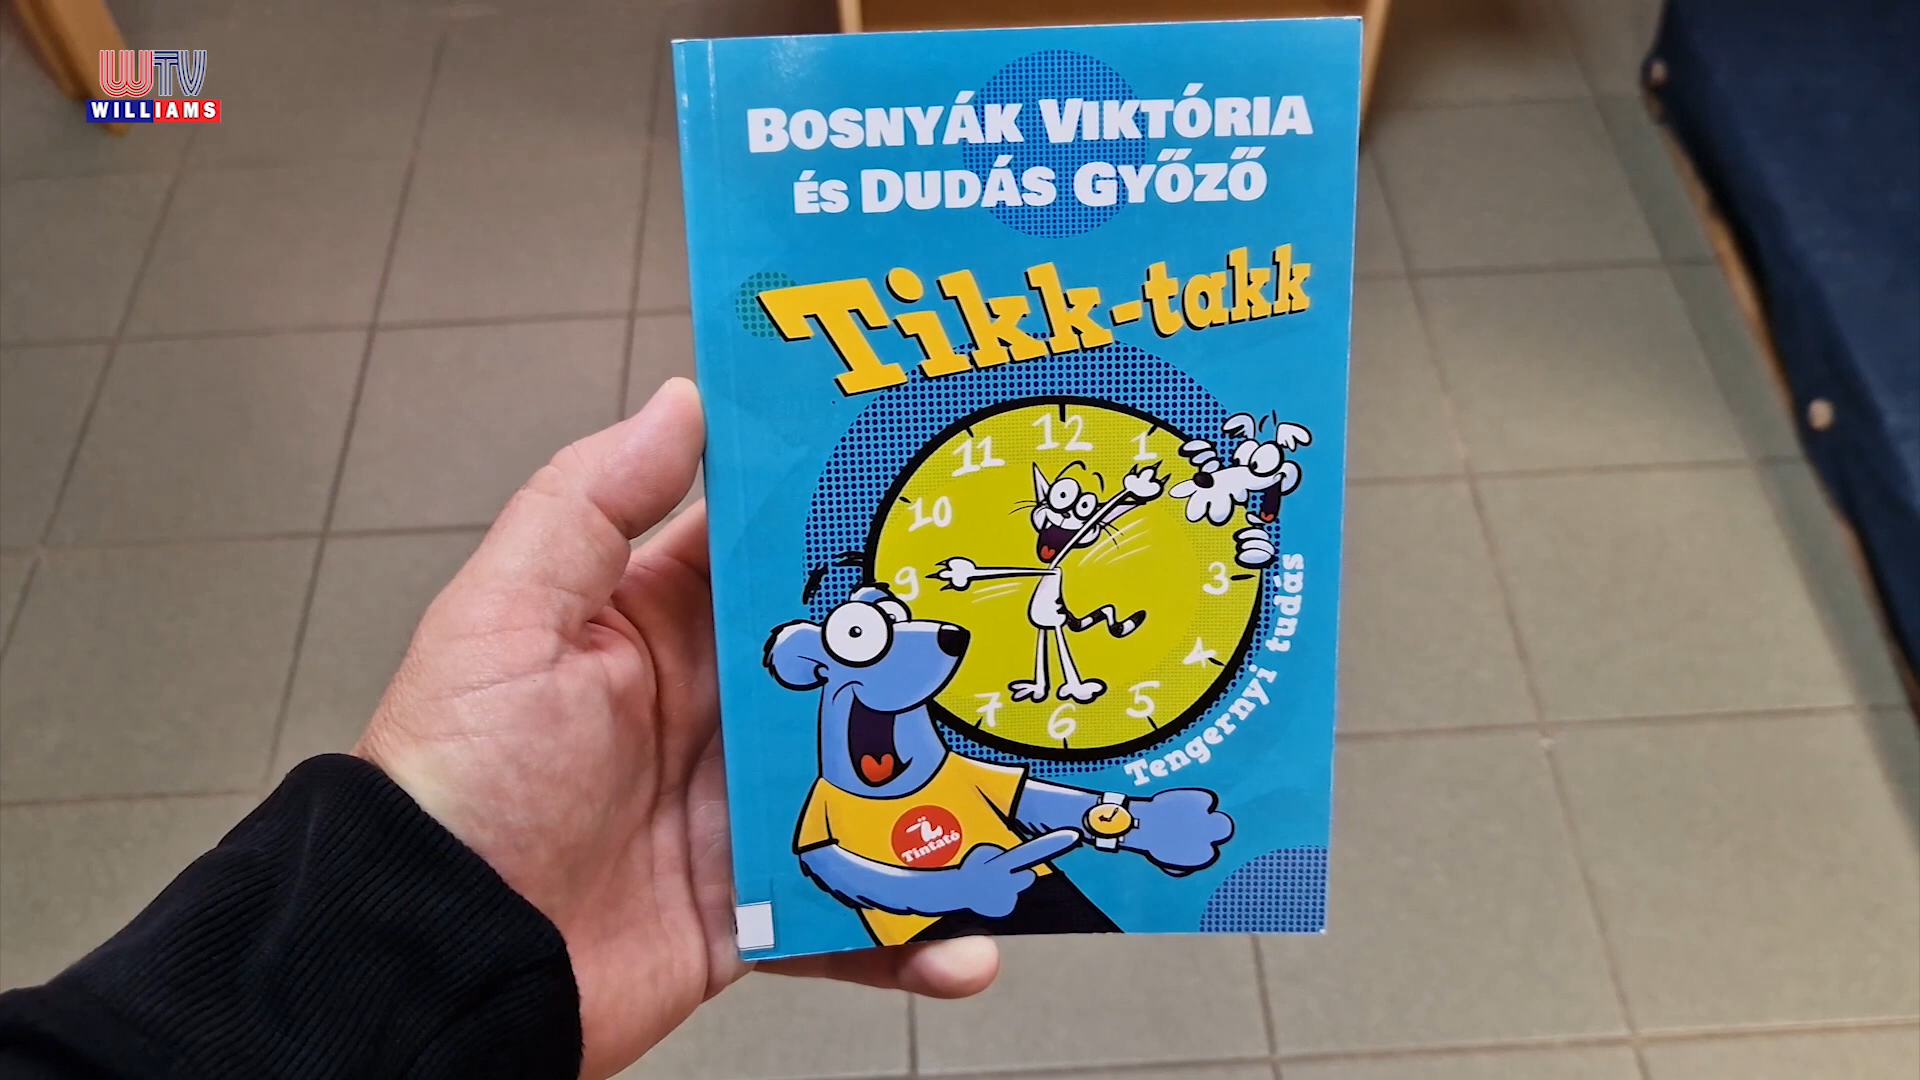 WTV
WILLIAMS
BOSNYÁK VIKTÓRIA
ÉS DUDÁS GYŐZŐ
Tikk-takk
11 12 1
10
9 3
4
7 6 5
Tengernyi tudás
Tintató